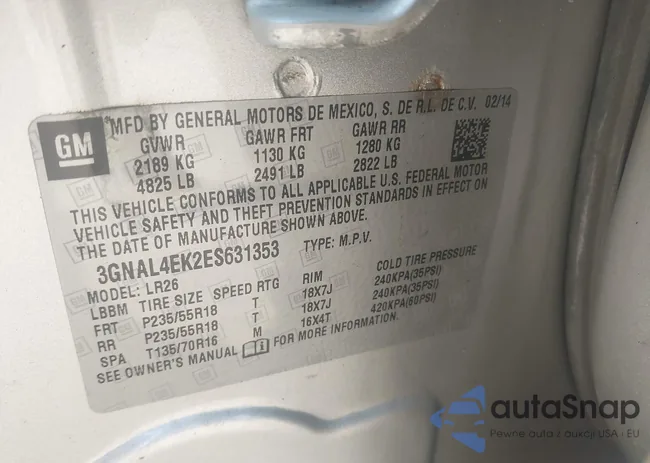 GM
MFD BY GENERAL MOTORS DE MEXICO, S. DE R.L. DE C.V. 02/14
GVWR GAWR FRT GAWR RR
2189 KG 1130 KG 1280 KG
4825 LB 2491 LB 2822 LB
THIS VEHICLE CONFORMS TO ALL APPLICABLE U.S. FEDERAL MOTOR
VEHICLE SAFETY AND THEFT PREVENTION STANDARDS IN EFFECT ON
THE DATE OF MANUFACTURE SHOWN ABOVE.
3GNAL4EK2ES631353 TYPE: M.P.V.
MODEL: LR26
LBBM TIRE SIZE SPEED RTG RIM COLD TIRE PRESSURE
FRT P235/55R18 T 18X7J 240KPA(35PSI)
RR P235/55R18 T 18X7J 240KPA(35PSI)
SPA T135/70R16 M 16X4T 420KPA(60PSI)
SEE OWNER'S MANUAL FOR MORE INFORMATION.
autaSnap
Pewne auta z aukcji USA i EU